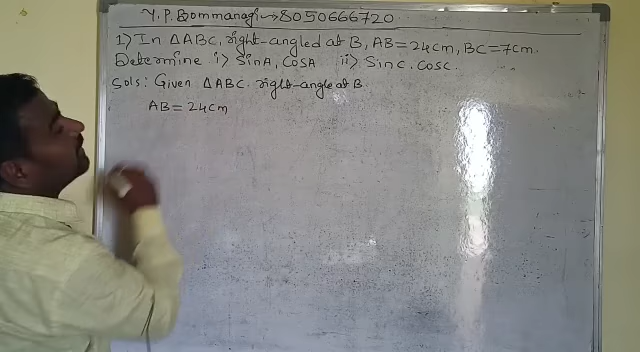 Y.P.Bommanagi → 8050666720
1) In ΔABC, right-angled at B, AB=24cm, BC=7cm.
Determine i) SinA, CosA ii) SinC. CosC.
Sols: Given ΔABC. right-angle at B.
AB = 24cm